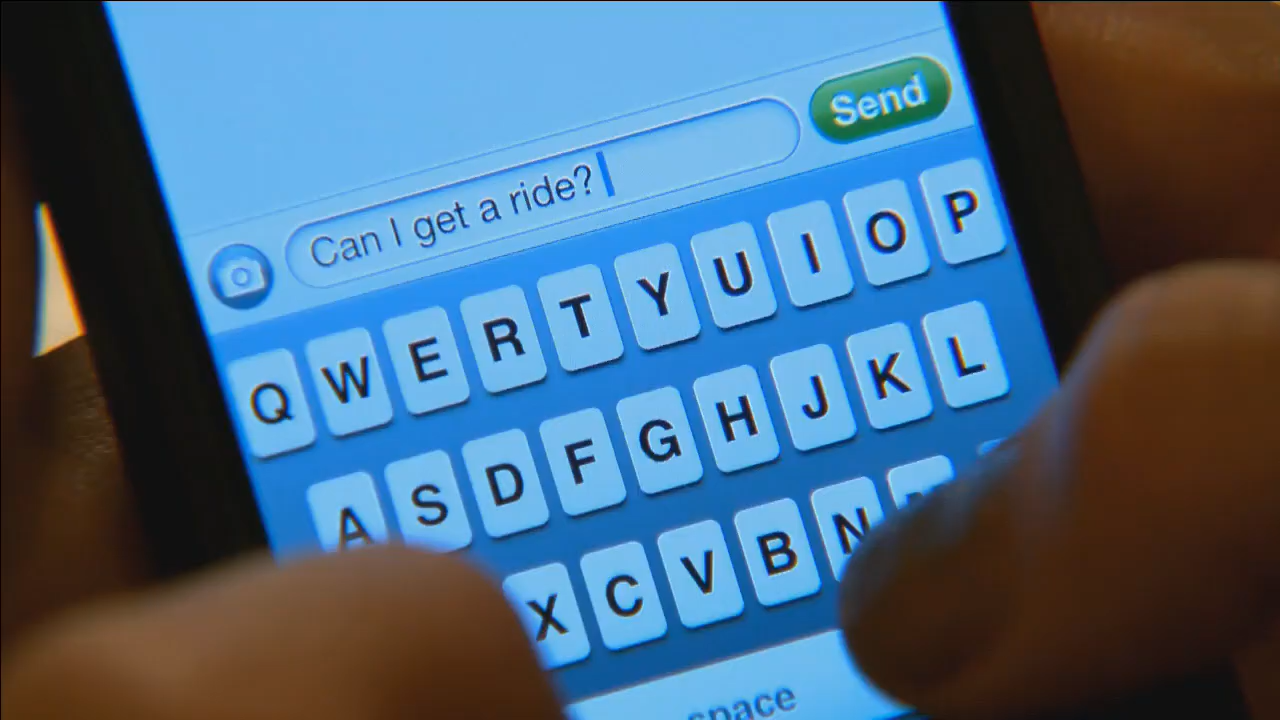 Send
Can I get a ride?
Q W E R T Y U I O P
A S D F G H J K L
X C V B N
space